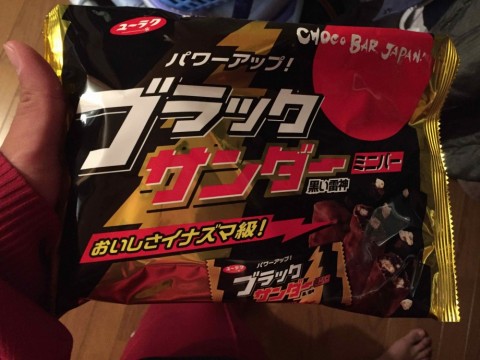 ユーラク
CHOCO BAR JAPAN!
パワーアップ!
ブラック
サンダー ミニバー
黒い雷神
おいしさイナズマ級!
ユーラク
パワーアップ!
ブラック
サンダー